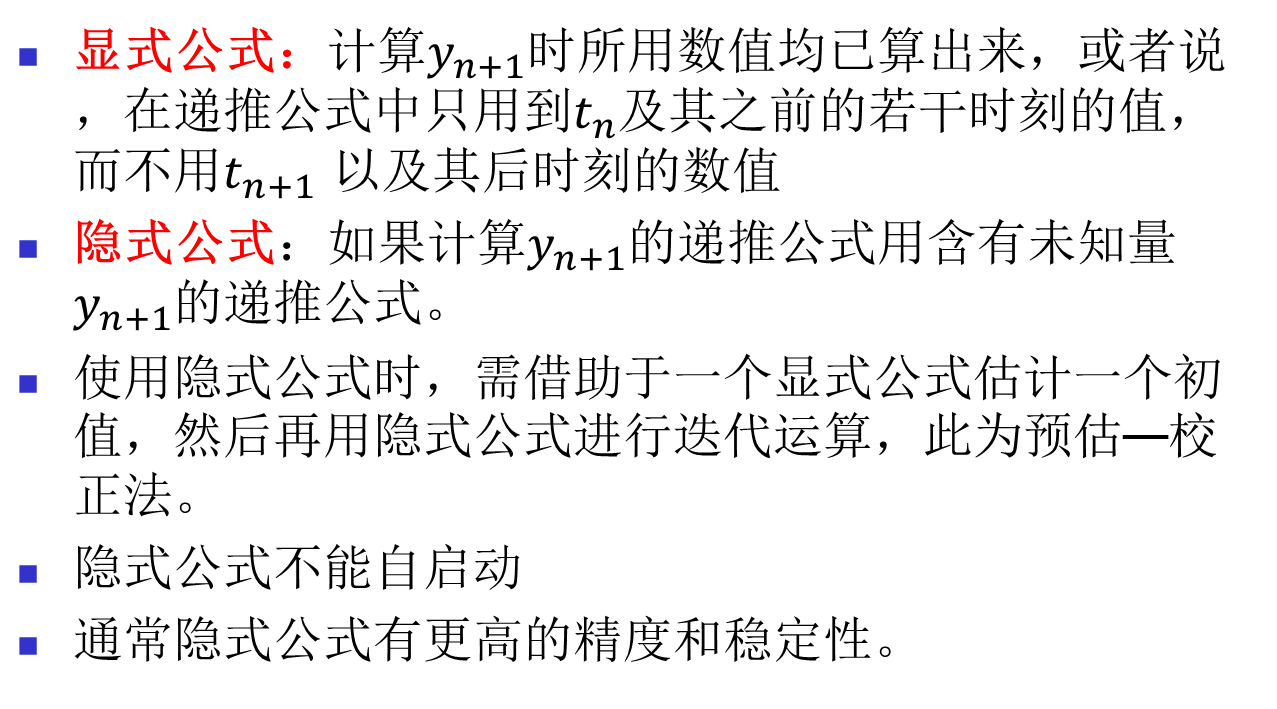 显式公式：计算yn+1时所用数值均已算出来，或者说
，在递推公式中只用到tn及其之前的若干时刻的值，
而不用tn+1 以及其后时刻的数值
隐式公式：如果计算yn+1的递推公式用含有未知量
yn+1的递推公式。
使用隐式公式时，需借助于一个显式公式估计一个初
值，然后再用隐式公式进行迭代运算，此为预估—校
正法。
隐式公式不能自启动
通常隐式公式有更高的精度和稳定性。